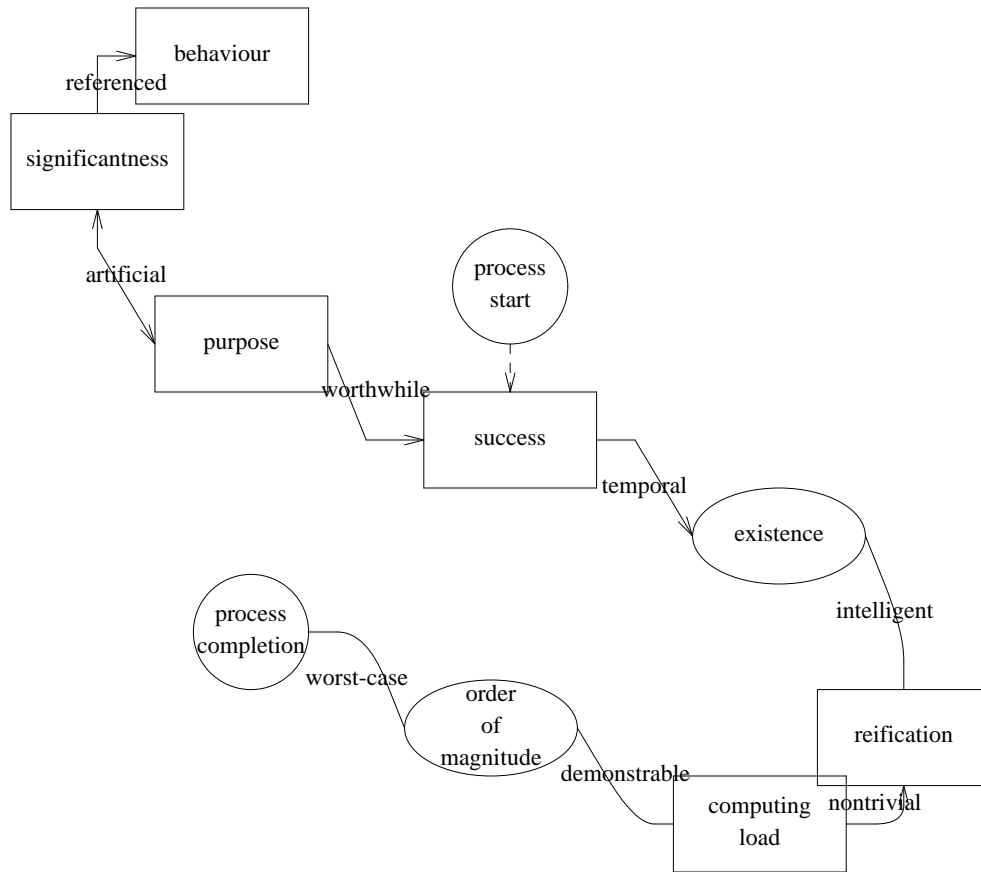 behaviour
referenced
significantness
artificial
process
start
purpose
worthwhile
success
temporal
existence
process
completion
intelligent
worst-case
order
of
magnitude
reification
demonstrable
computing
load
nontrivial